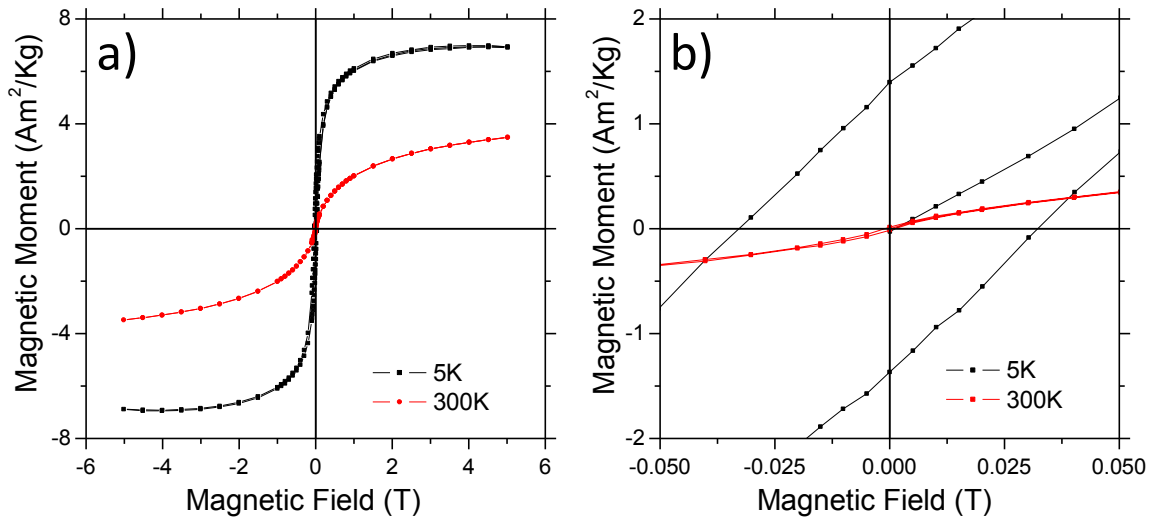 a)
8
4
0
-4
-8
-6 -4 -2 0 2 4 6
Magnetic Moment (Am²/Kg)
Magnetic Field (T)
5K
300K
b)
2
1
0
-1
-2
-0.050 -0.025 0.000 0.025 0.050
Magnetic Moment (Am²/Kg)
Magnetic Field (T)
5K
300K